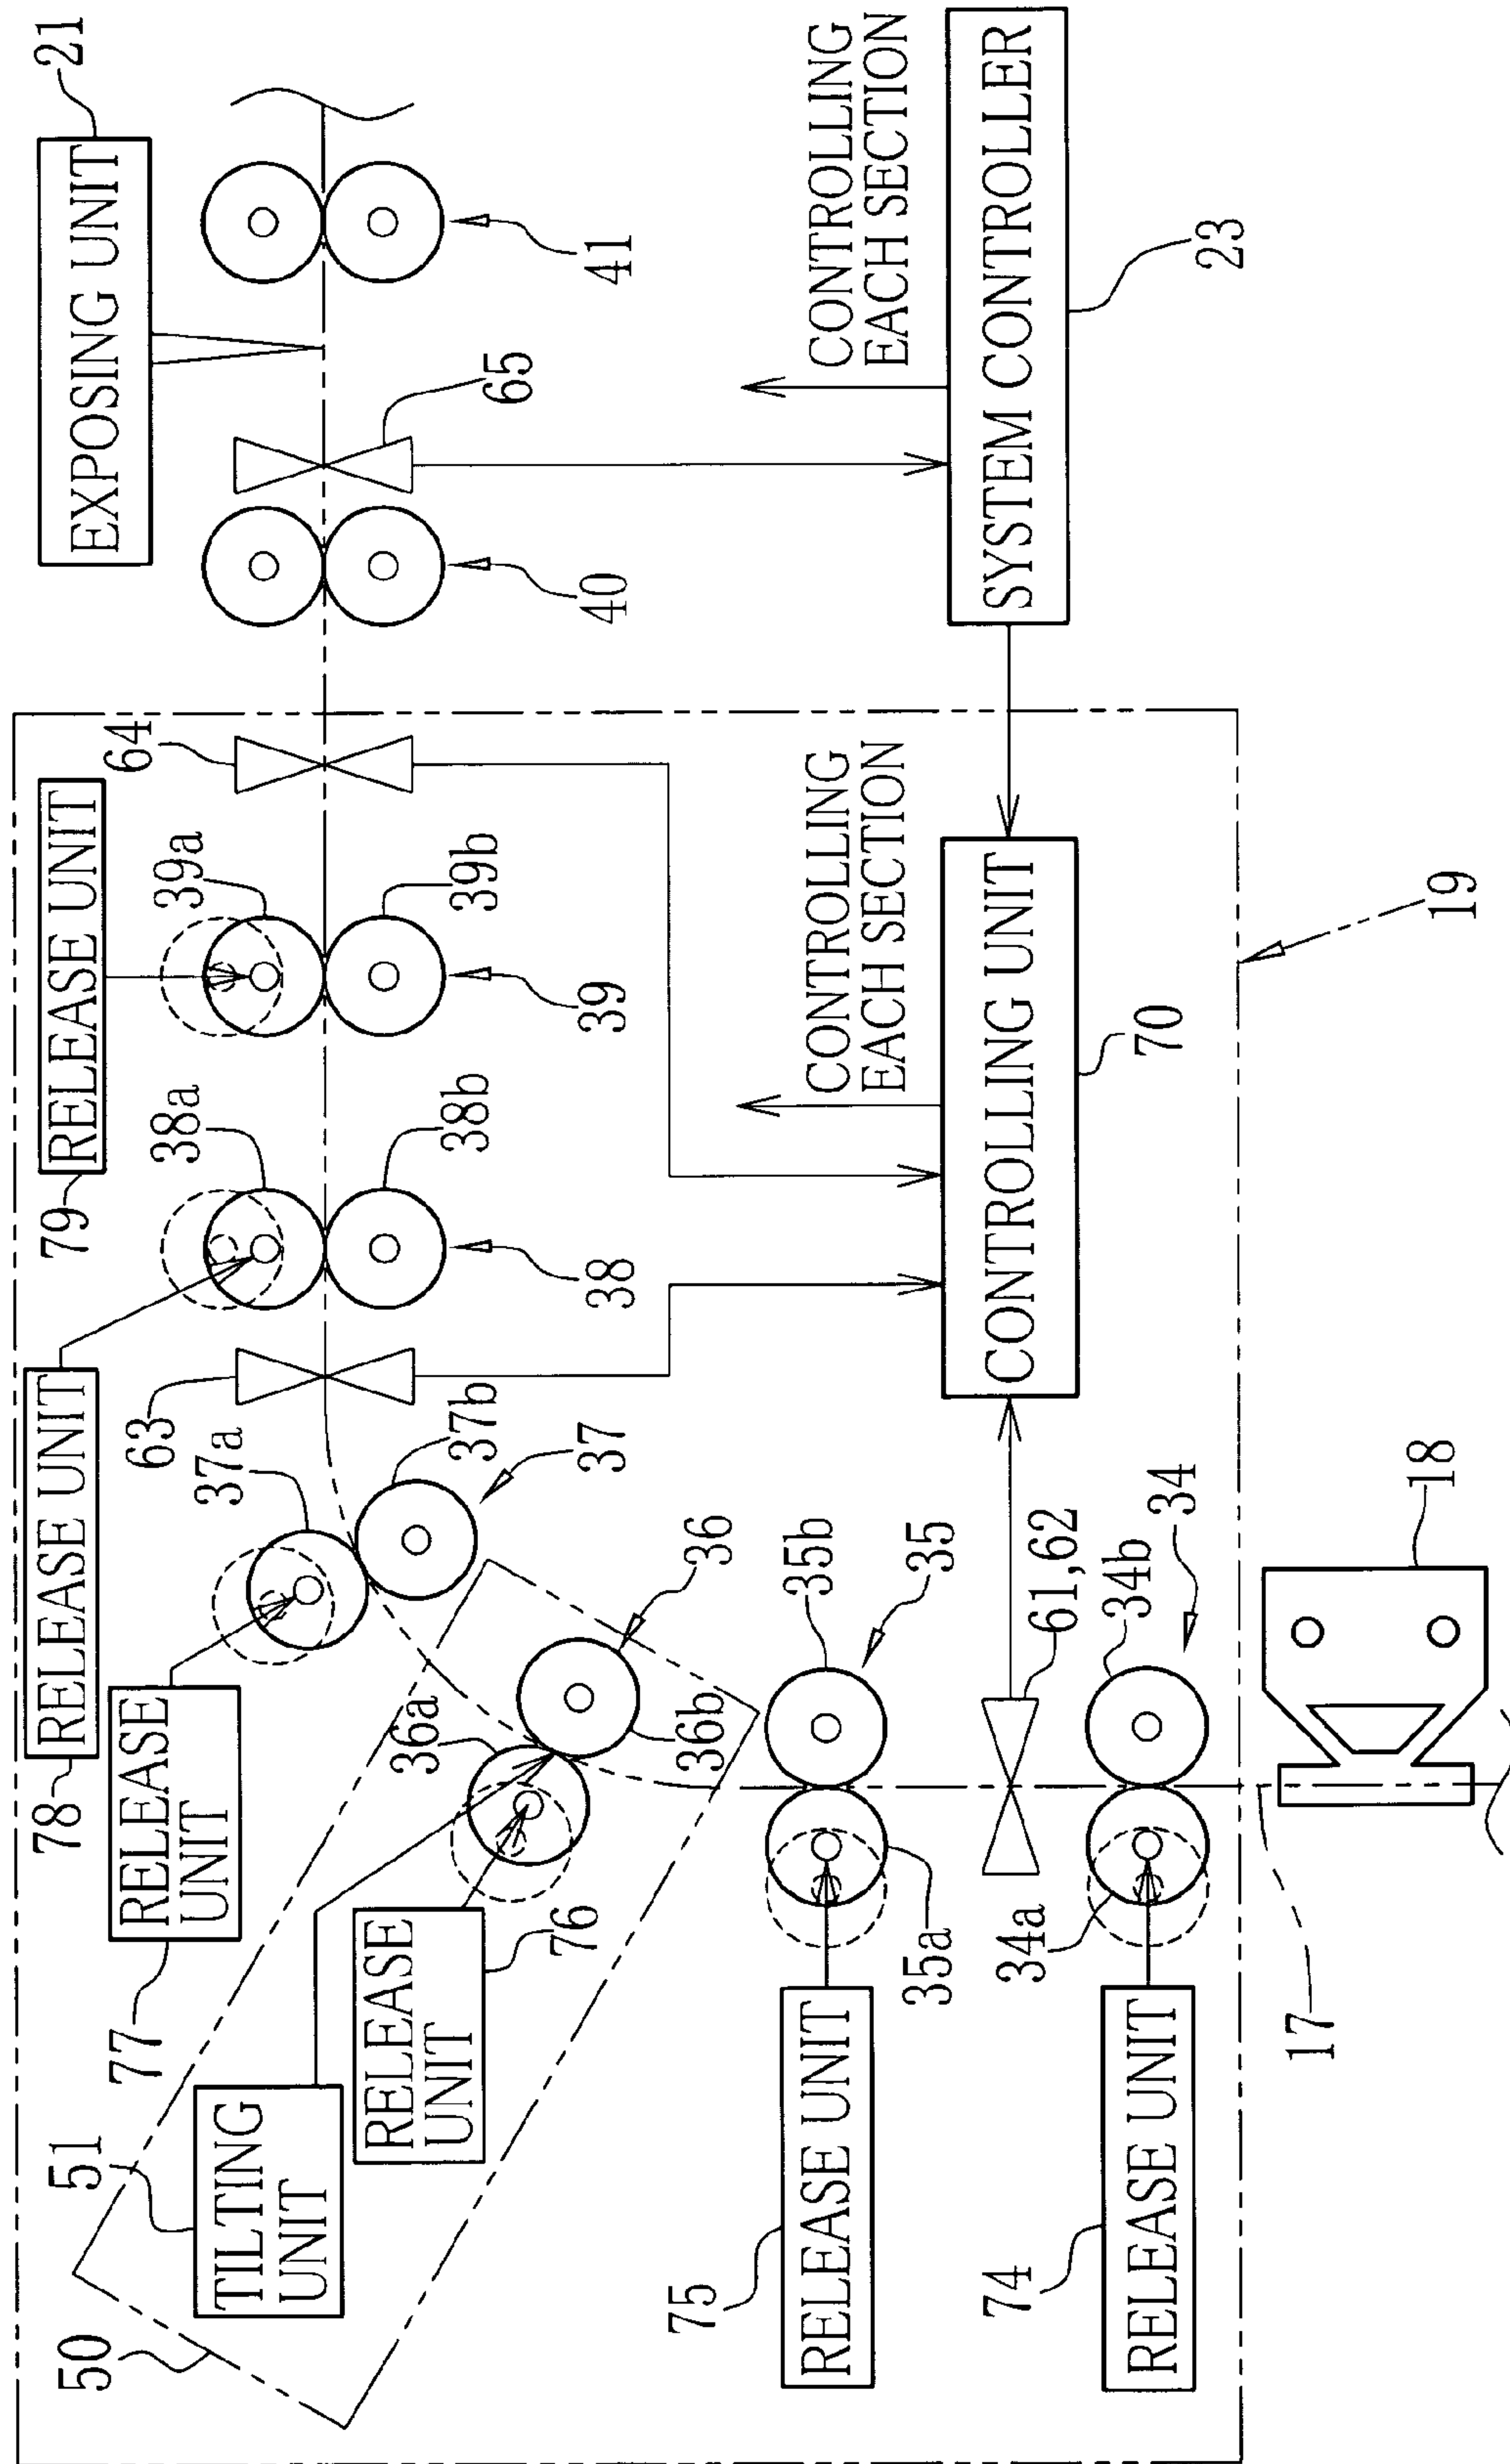 EXPOSING UNIT
21
RELEASE UNIT
79
64
39a
39b
39
38a
38b
38
RELEASE UNIT
78
63
37a
37b
37
RELEASE
UNIT
77
40
65
41
CONTROLLING
EACH SECTION
SYSTEM CONTROLLER
23
CONTROLLING
EACH SECTION
CONTROLLING UNIT
70
19
50
51
TILTING
UNIT
RELEASE
UNIT
76
36a
36b
36
75
RELEASE UNIT
35a
35b
35
61,62
74
RELEASE UNIT
34a
34b
34
17
18